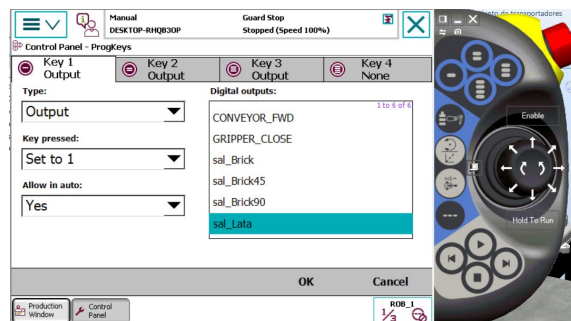 Manual
DESKTOP-RHQB3OP
Guard Stop
Stopped (Speed 100%)
Control Panel - ProgKeys
Key 1
Output
Key 2
Output
Key 3
Output
Key 4
None
Type:
Output
Key pressed:
Set to 1
Allow in auto:
Yes
Digital outputs:
1 to 6 of 6
CONVEYOR_FWD
GRIPPER_CLOSE
sal_Brick
sal_Brick45
sal_Brick90
sal_Lata
OK
Cancel
Production
Window
Control
Panel
ROB_1
1/3
de transportadores
Enable
Hold To Run